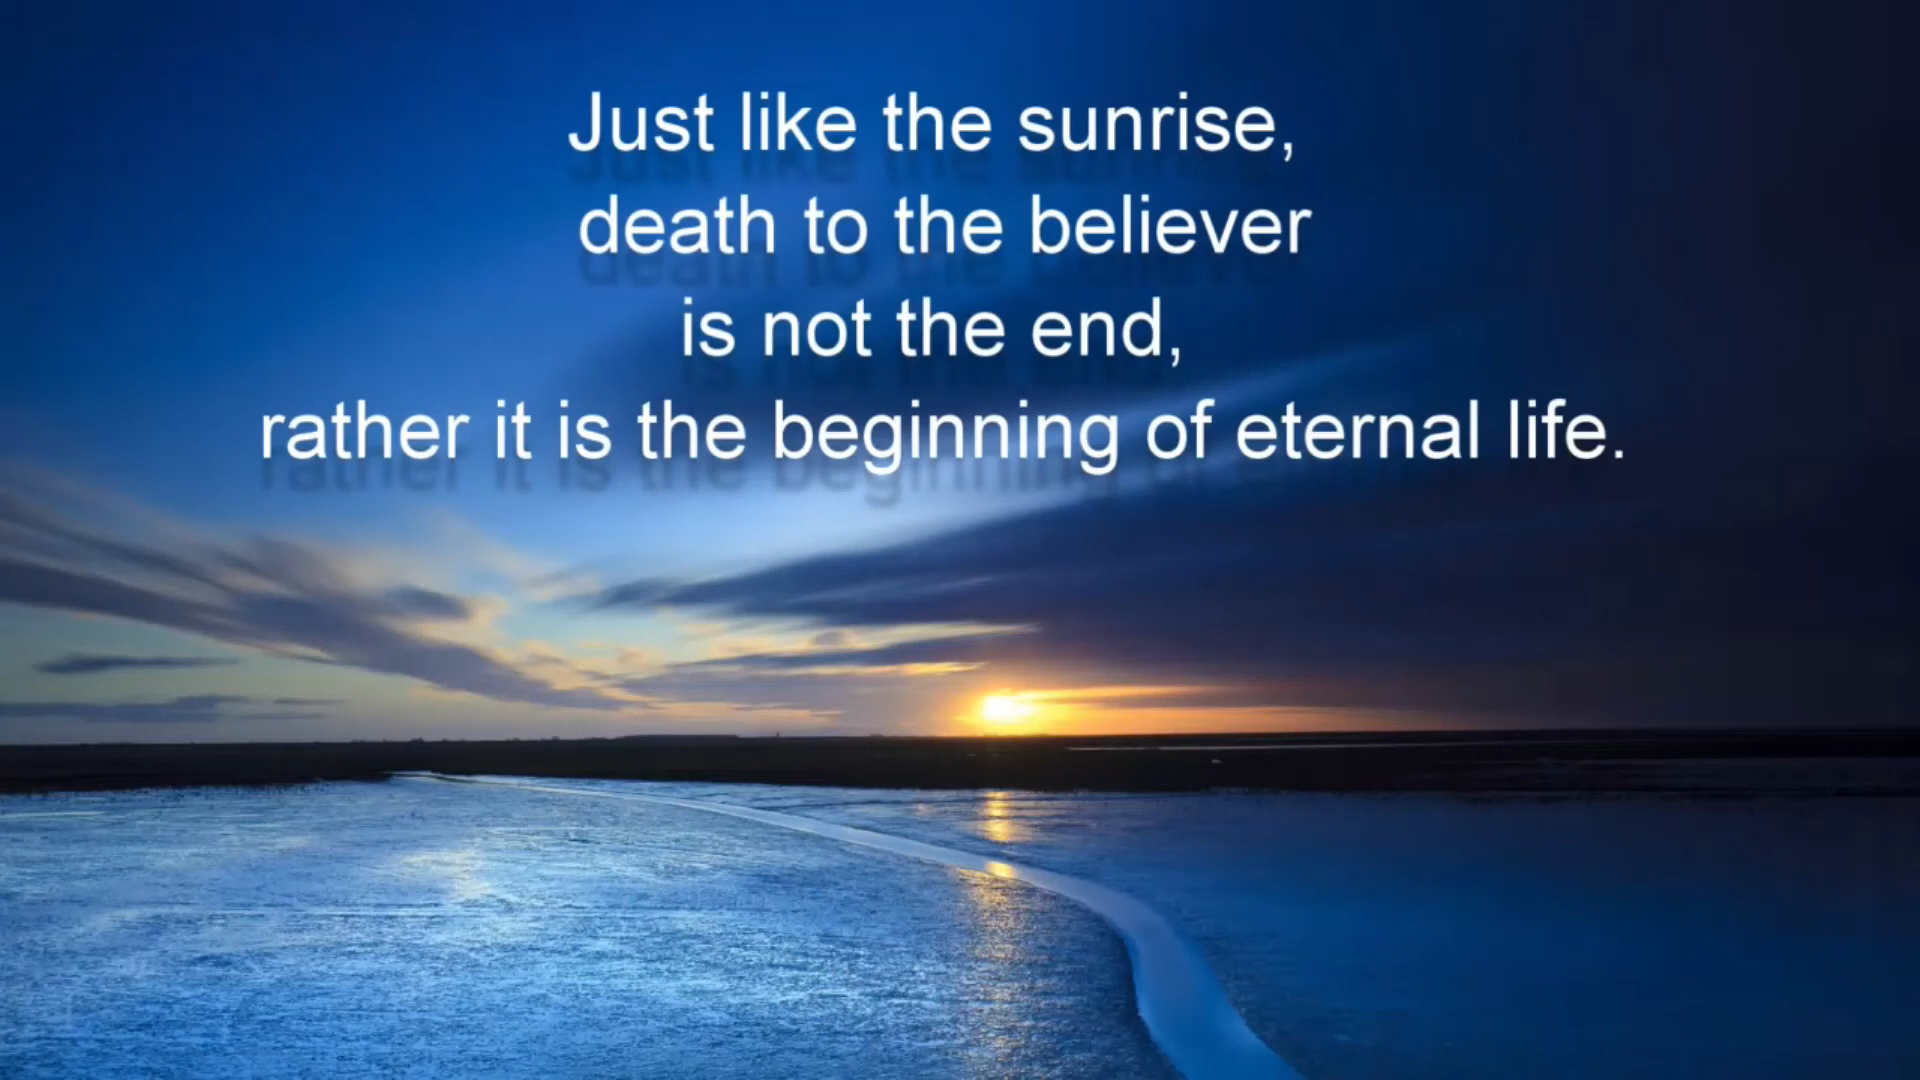 Just like the sunrise,
death to the believer
is not the end,
rather it is the beginning of eternal life.